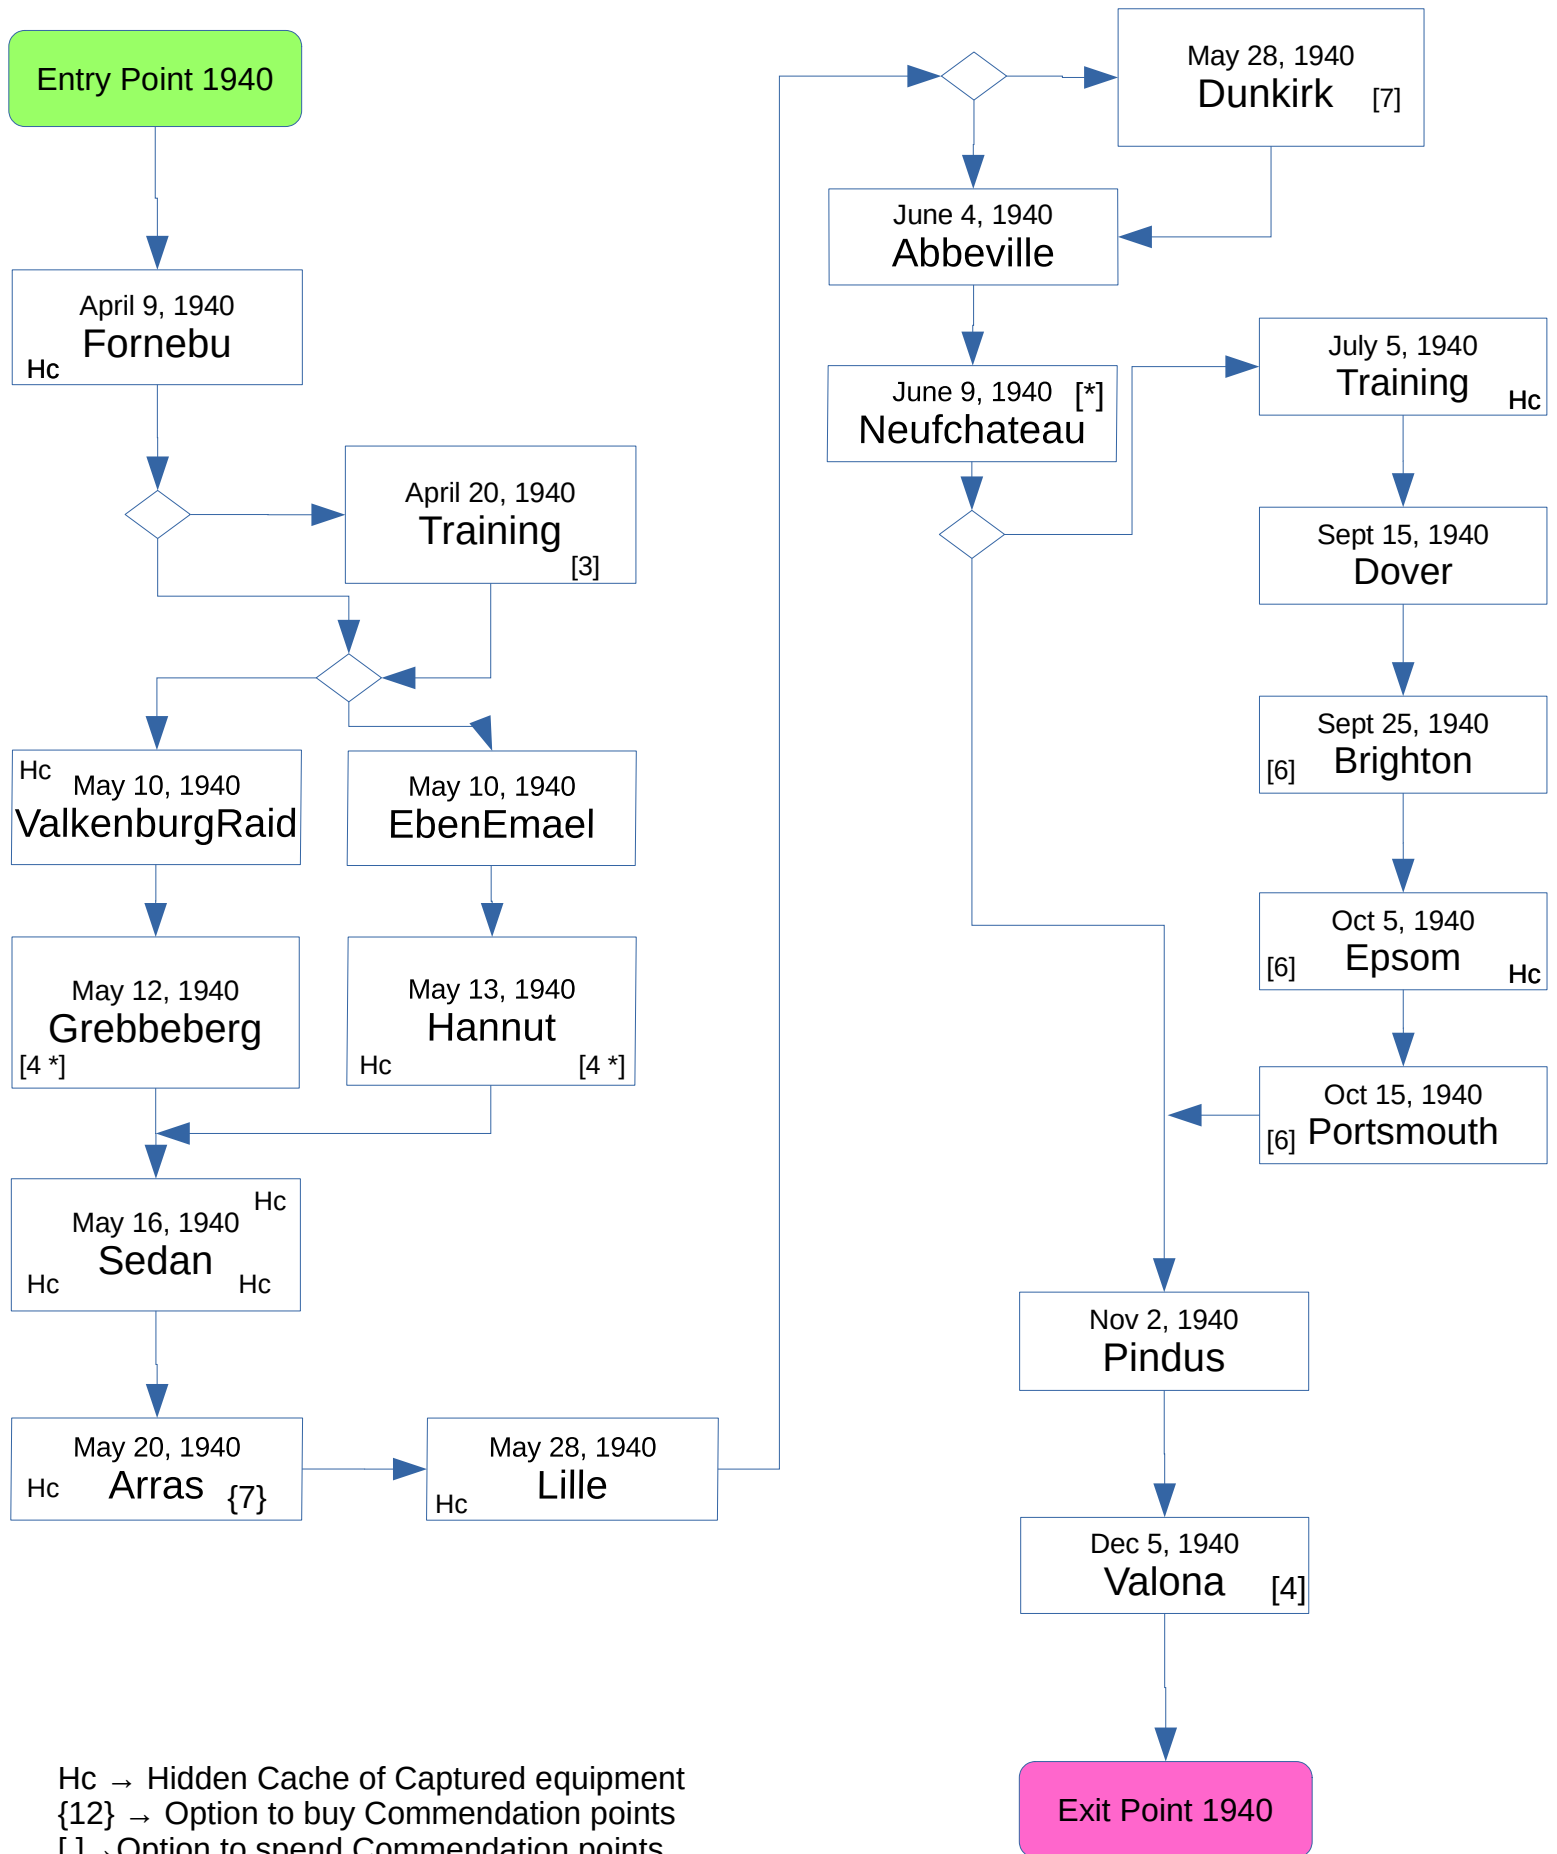 Entry Point 1940
April 9, 1940
Fornebu
Hc
April 20, 1940
Training
[3]
Hc
May 10, 1940
ValkenburgRaid
May 10, 1940
EbenEmael
May 12, 1940
Grebbeberg
[4 *]
May 13, 1940
Hannut
Hc
[4 *]
Hc
May 16, 1940
Sedan
Hc
Hc
May 20, 1940
Arras
Hc
{7}
May 28, 1940
Lille
Hc
May 28, 1940
Dunkirk
[7]
June 4, 1940
Abbeville
June 9, 1940
[*]
Neufchateau
July 5, 1940
Training
Hc
Sept 15, 1940
Dover
Sept 25, 1940
Brighton
[6]
Oct 5, 1940
Epsom
[6]
Hc
Oct 15, 1940
Portsmouth
[6]
Nov 2, 1940
Pindus
Dec 5, 1940
Valona
[4]
Exit Point 1940
Hc → Hidden Cache of Captured equipment
{12} → Option to buy Commendation points
[ ] → Option to spend Commendation points